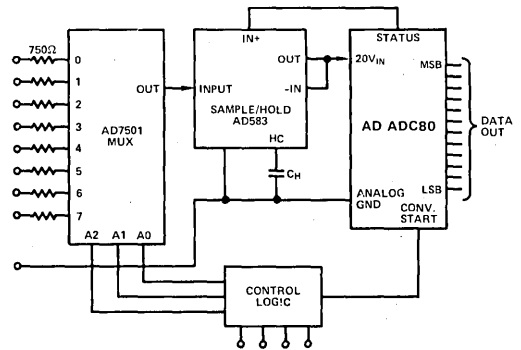 750Ω
0
1
2
3
4
5
6
7
OUT
AD7501
MUX
A2 A1 A0
IN+
OUT
INPUT
-IN
SAMPLE/HOLD
AD583
HC
CH
STATUS
20VIN
MSB
AD ADC80
DATA
OUT
LSB
ANALOG
GND
CONV.
START
CONTROL
LOGIC